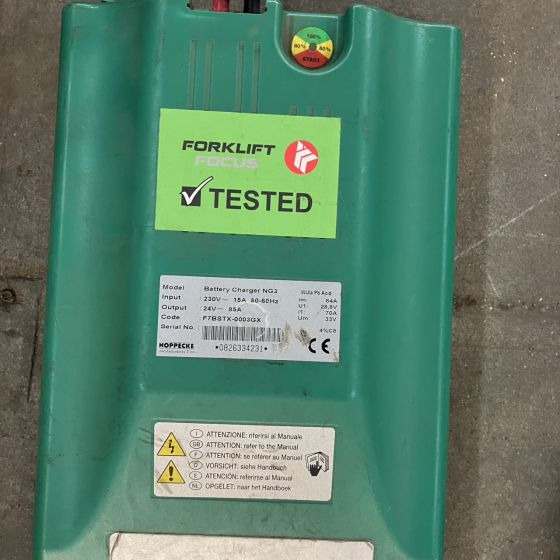 100%
80% 80%
START
FORKLIFT
FOCUS
TESTED
Model : Battery Charger NG3 WUIa Pb Acid
Input : 230V~ 15A 50-60Hz Im: 84A
Output : 24V⎓ 85A U1: 28,8V
Code : F7BSTX-0003GX I1: 70A
Serial No. Um 33V
4%C5
HOPPECKE *0826334231* CE
I ATTENZIONE: riferirsi al Manuale
GB ATTENTION: refer to the Manual
F ATTENTION: se référer au Manuel
D VORSICHT: siehe Handbuch
E ATENCIÓN: referirse al Manual
NL OPGELET: naar het Handboek